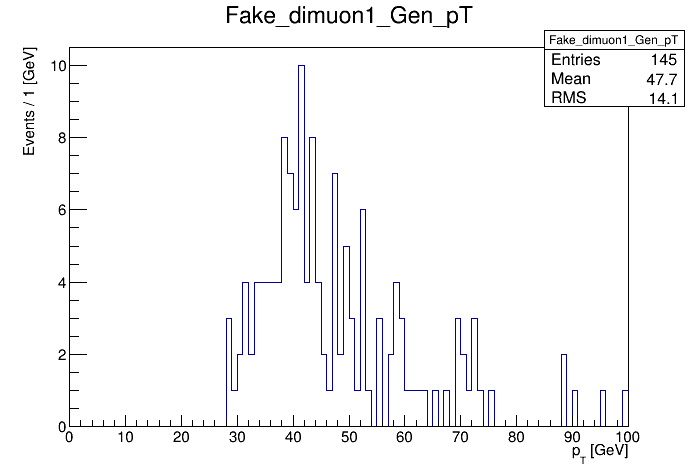 Fake_dimuon1_Gen_pT
Fake_dimuon1_Gen_pT
Entries 145
Mean 47.7
RMS 14.1
Events / 1 [GeV]
10
8
6
4
2
0
0 10 20 30 40 50 60 70 80 90 100
p_T [GeV]